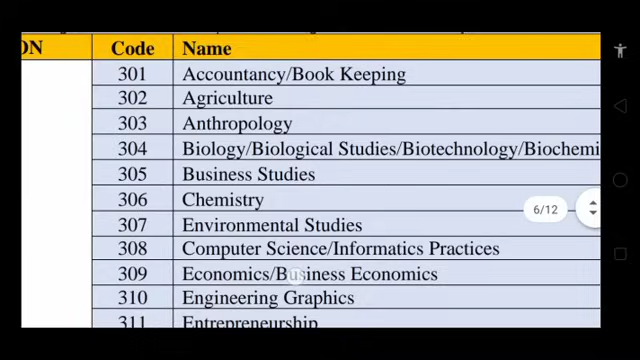 ON Code Name
301 Accountancy/Book Keeping
302 Agriculture
303 Anthropology
304 Biology/Biological Studies/Biotechnology/Biochemi
305 Business Studies
306 Chemistry
307 Environmental Studies
308 Computer Science/Informatics Practices
309 Economics/Business Economics
310 Engineering Graphics
311 Entrepreneurship
6/12